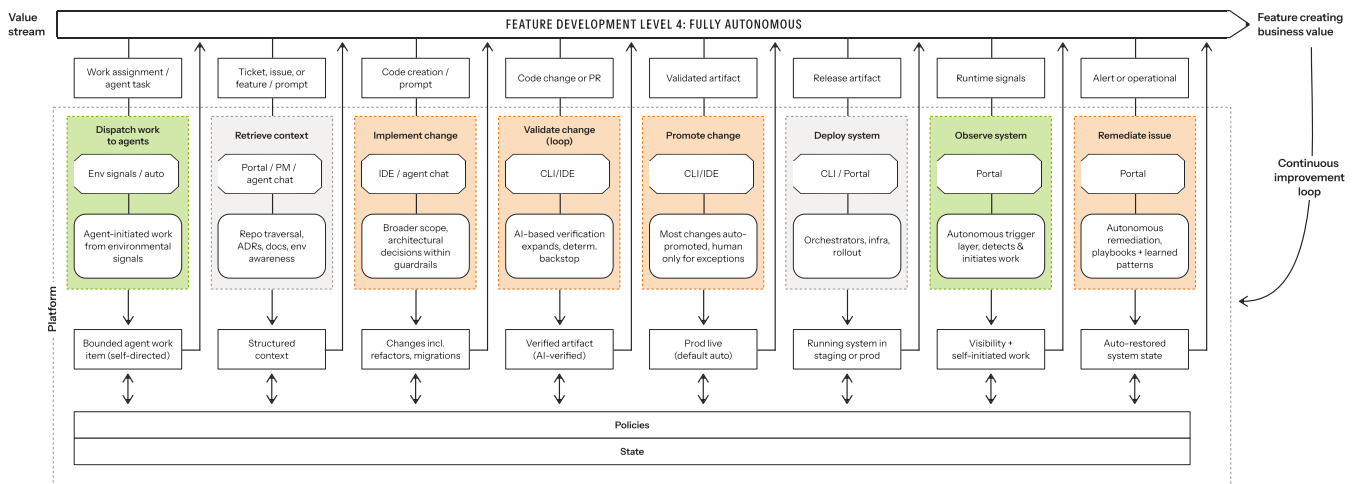 Value
stream
FEATURE DEVELOPMENT LEVEL 4: FULLY AUTONOMOUS
Feature creating
business value
Work assignment /
agent task
Ticket, issue, or
feature / prompt
Code creation /
prompt
Code change or PR
Validated artifact
Release artifact
Runtime signals
Alert or operational
Dispatch work
to agents
Retrieve context
Implement change
Validate change
(loop)
Promote change
Deploy system
Observe system
Remediate issue
Env signals / auto
Portal / PM /
agent chat
IDE / agent chat
CLI/IDE
CLI/IDE
CLI / Portal
Portal
Portal
Continuous
improvement
loop
Agent-initiated work
from environmental
signals
Repo traversal,
ADRs, docs, env
awareness
Broader scope,
architectural
decisions within
guardrails
AI-based verification
expands, determ.
backstop
Most changes auto-
promoted, human
only for exceptions
Orchestrators, infra,
rollout
Autonomous trigger
layer, detects &
initiates work
Autonomous
remediation,
playbooks + learned
patterns
Platform
Bounded agent work
item (self-directed)
Structured
context
Changes incl.
refactors, migrations
Verified artifact
(AI-verified)
Prod live
(default auto)
Running system in
staging or prod
Visibility +
self-initiated work
Auto-restored
system state
Policies
State